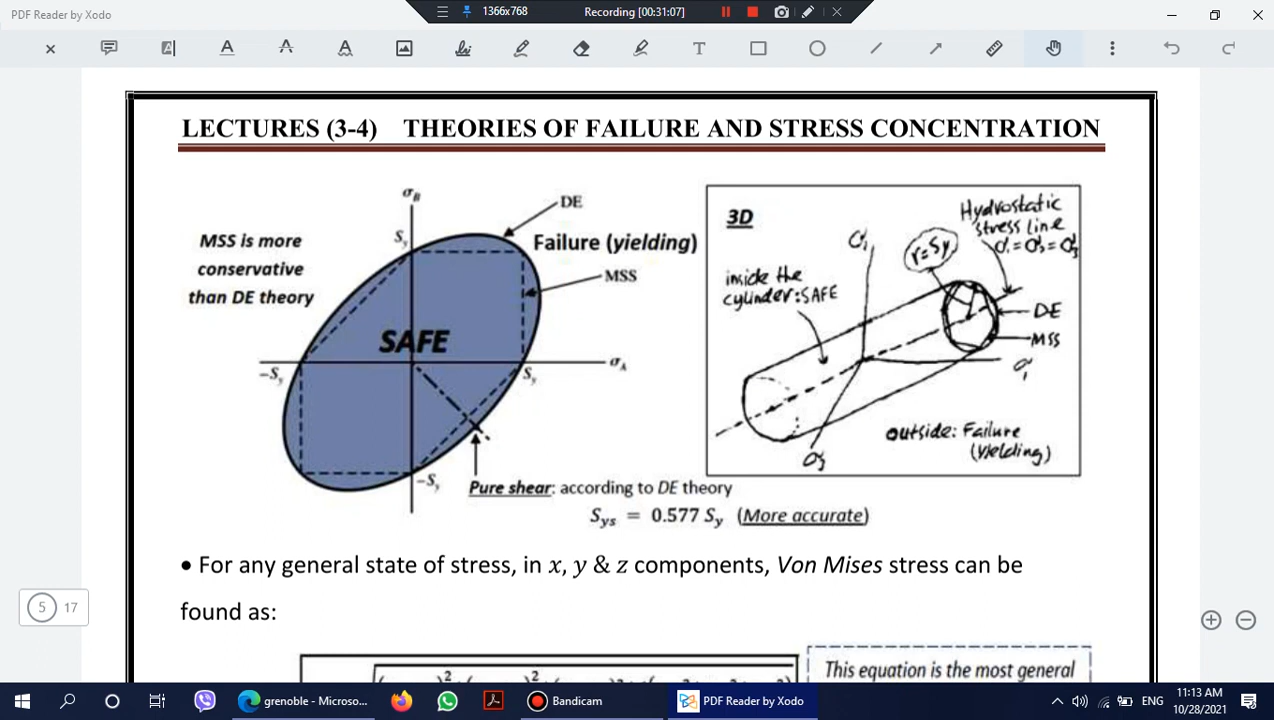 PDF Reader by Xodo
1366x768
Recording [00:31:07]
LECTURES (3-4) THEORIES OF FAILURE AND STRESS CONCENTRATION
σB
DE
Sy
Failure (yielding)
MSS is more
conservative
than DE theory
MSS
SAFE
σA
-Sy
Sy
-Sy
Pure shear: according to DE theory
Sys = 0.577 Sy (More accurate)
3D
Hydrostatic
stress line
σ1 = σ2 = σ3
r=Sy
inside the
cylinder: SAFE
DE
MSS
σ3
outside: Failure
(yielding)
• For any general state of stress, in x, y & z components, Von Mises stress can be
found as:
This equation is the most general
5 17
grenoble - Microso...
Bandicam
PDF Reader by Xodo
ENG
11:13 AM
10/28/2021